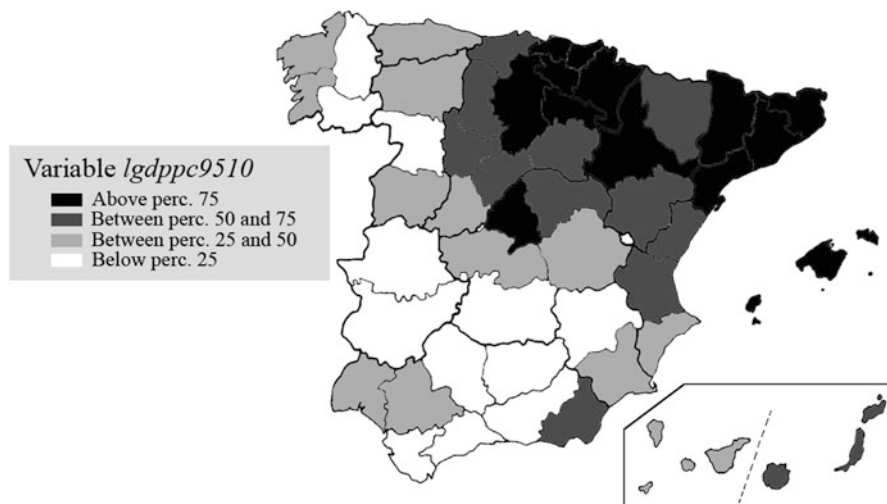 Variable lgdppc9510
Above perc. 75
Between perc. 50 and 75
Between perc. 25 and 50
Below perc. 25